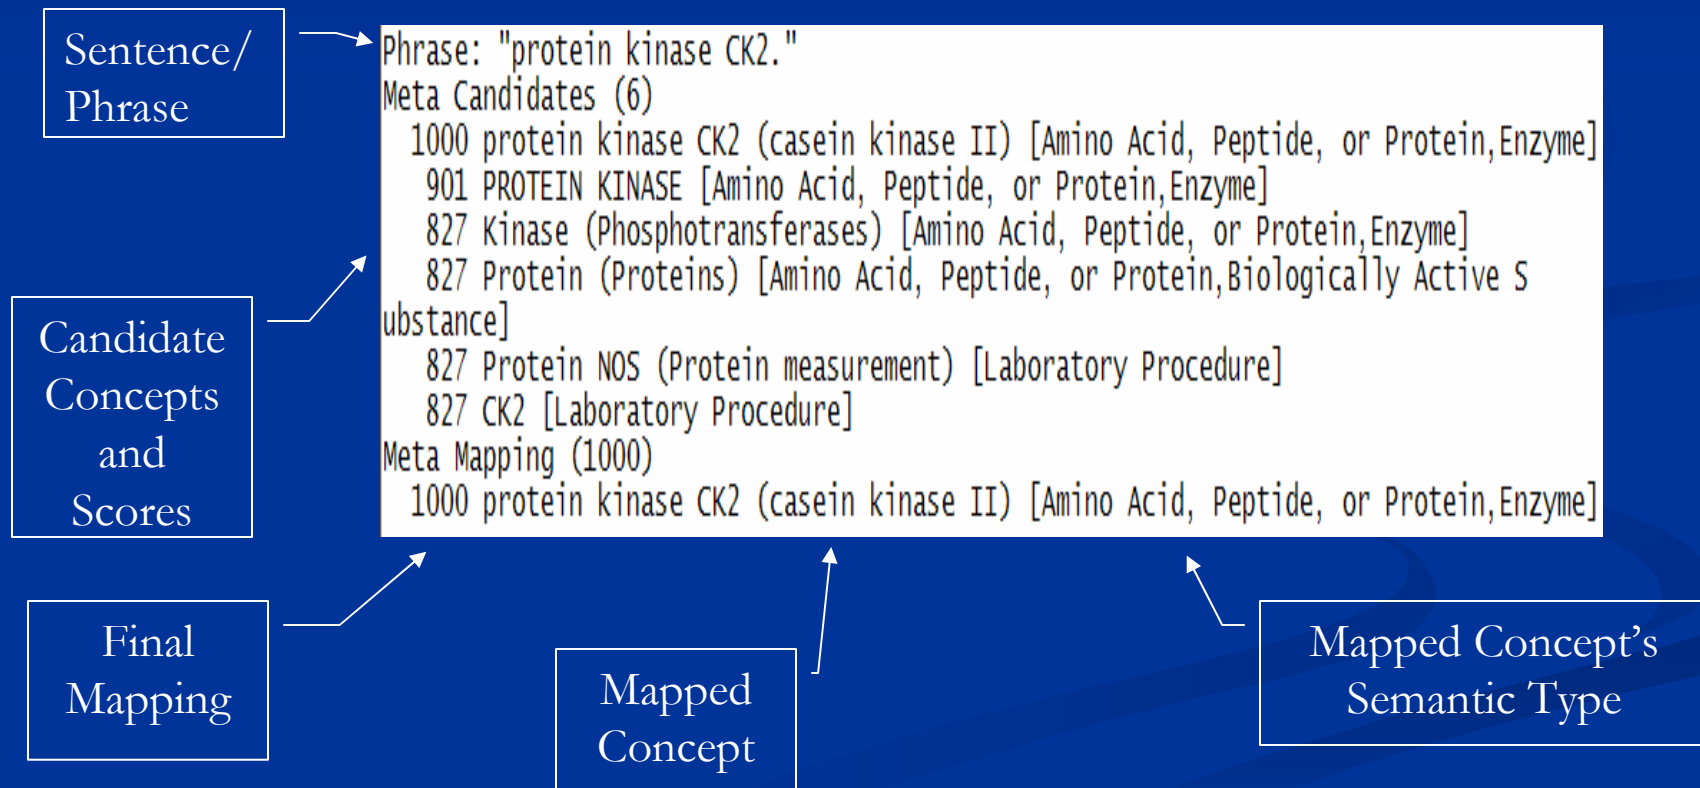 Sentence/
Phrase
Phrase: "protein kinase CK2."
Meta Candidates (6)
1000 protein kinase CK2 (casein kinase II) [Amino Acid, Peptide, or Protein,Enzyme]
901 PROTEIN KINASE [Amino Acid, Peptide, or Protein,Enzyme]
827 Kinase (Phosphotransferases) [Amino Acid, Peptide, or Protein,Enzyme]
827 Protein (Proteins) [Amino Acid, Peptide, or Protein,Biologically Active S
ubstance]
827 Protein NOS (Protein measurement) [Laboratory Procedure]
827 CK2 [Laboratory Procedure]
Meta Mapping (1000)
1000 protein kinase CK2 (casein kinase II) [Amino Acid, Peptide, or Protein,Enzyme]
Candidate
Concepts
and
Scores
Final
Mapping
Mapped
Concept
Mapped Concept’s
Semantic Type